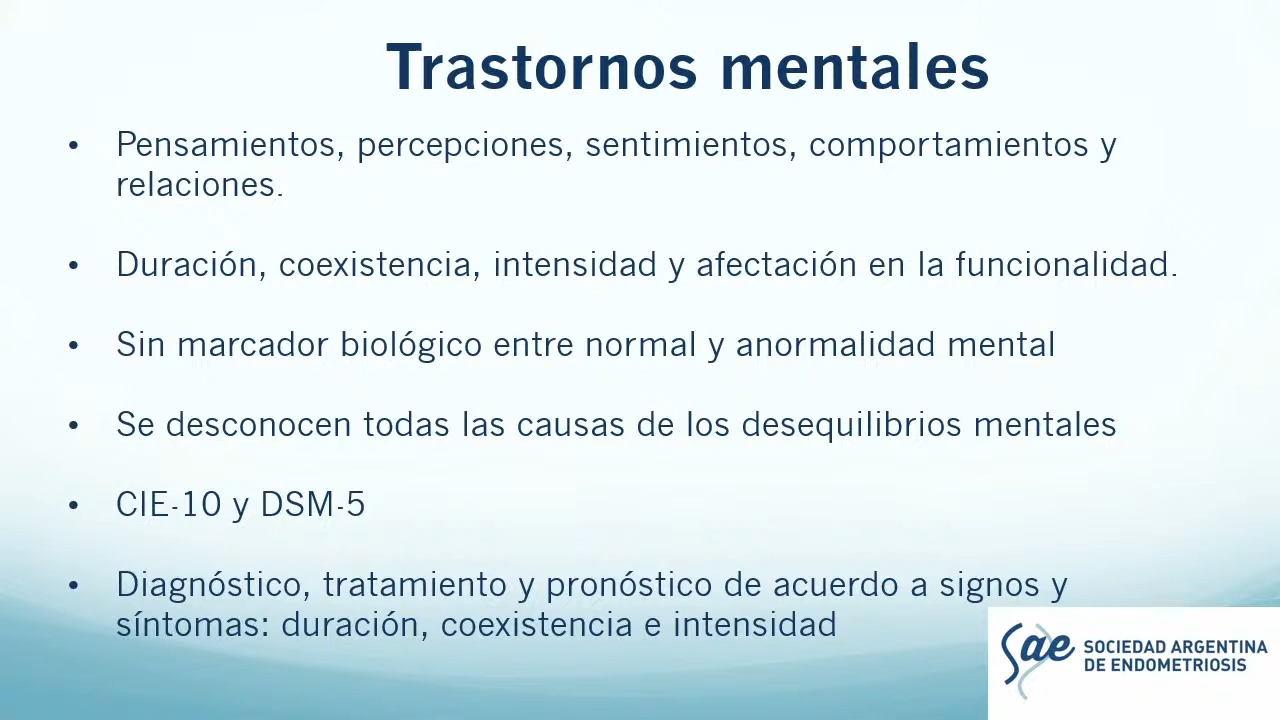 Trastornos mentales
• Pensamientos, percepciones, sentimientos, comportamientos y
relaciones.
• Duración, coexistencia, intensidad y afectación en la funcionalidad.
• Sin marcador biológico entre normal y anormalidad mental
• Se desconocen todas las causas de los desequilibrios mentales
• CIE-10 y DSM-5
• Diagnóstico, tratamiento y pronóstico de acuerdo a signos y
síntomas: duración, coexistencia e intensidad
Sae SOCIEDAD ARGENTINA
DE ENDOMETRIOSIS